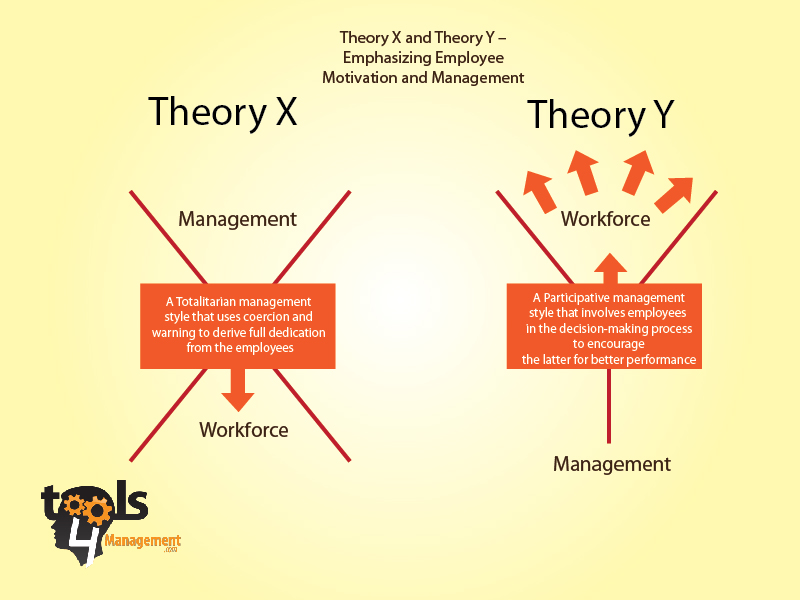 Theory X and Theory Y –
Emphasizing Employee
Motivation and Management
Theory X
Management
A Totalitarian management
style that uses coercion and
warning to derive full dedication
from the employees
Workforce
Theory Y
Workforce
A Participative management
style that involves employees
in the decision-making process
to encourage
the latter for better performance
Management
tools
4
Management
.com